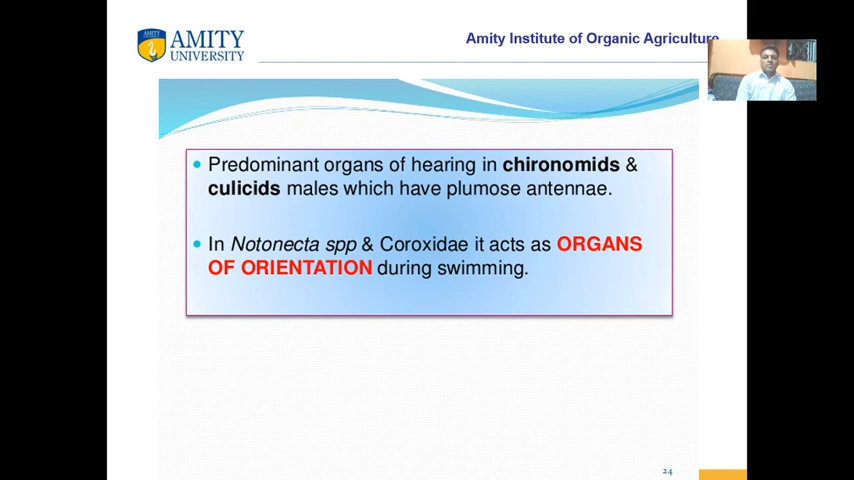 AMITY
AMITY
UNIVERSITY
Amity Institute of Organic Agriculture
• Predominant organs of hearing in chironomids &
culicids males which have plumose antennae.
• In Notonecta spp & Coroxidae it acts as ORGANS
OF ORIENTATION during swimming.
24